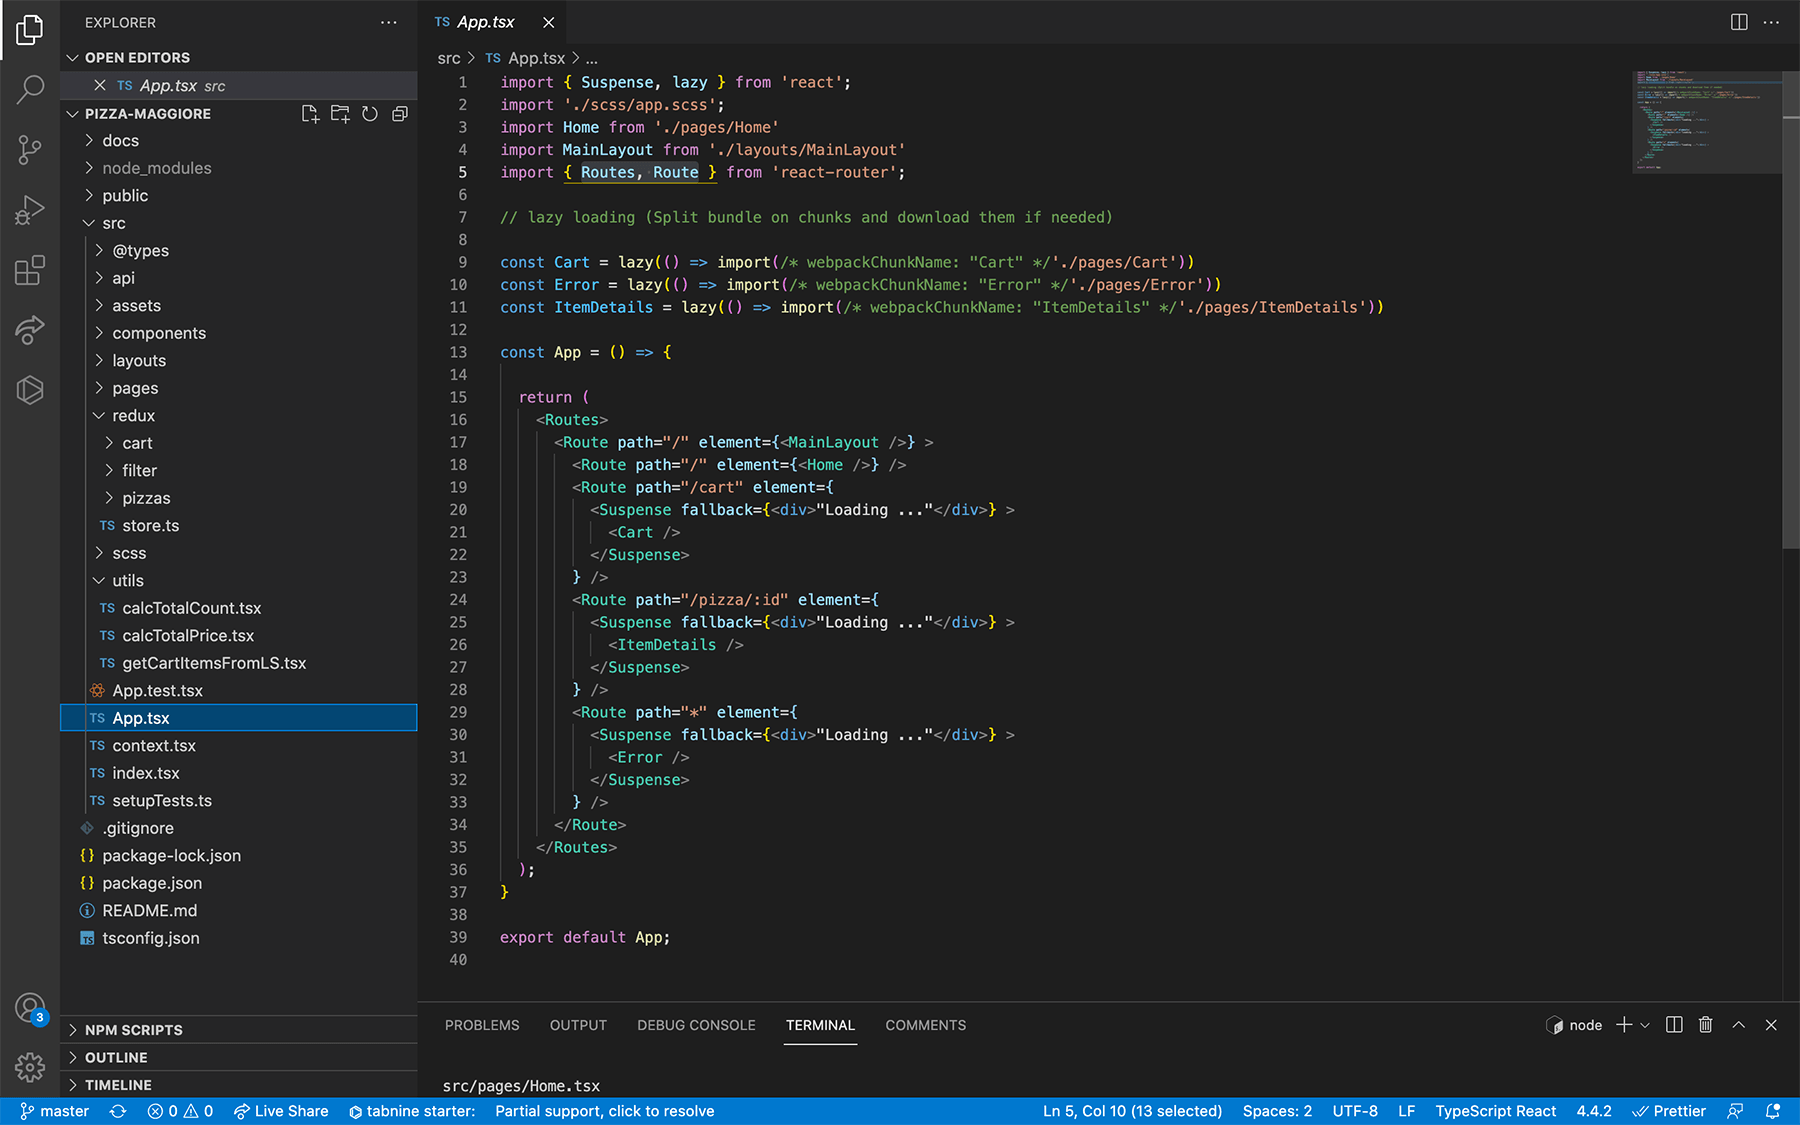 EXPLORER
OPEN EDITORS
TS App.tsx src
PIZZA-MAGGIORE
docs
node_modules
public
src
@types
api
assets
components
layouts
pages
redux
cart
filter
pizzas
TS store.ts
scss
utils
TS calcTotalCount.tsx
TS calcTotalPrice.tsx
TS getCartItemsFromLS.tsx
App.test.tsx
TS App.tsx
TS context.tsx
TS index.tsx
TS setupTests.ts
.gitignore
{} package-lock.json
{} package.json
README.md
TS tsconfig.json
3
NPM SCRIPTS
OUTLINE
TIMELINE
TS App.tsx
src > TS App.tsx > ...
1 import { Suspense, lazy } from 'react';
2 import './scss/app.scss';
3 import Home from './pages/Home'
4 import MainLayout from './layouts/MainLayout'
5 import { Routes, Route } from 'react-router';
6
7 // lazy loading (Split bundle on chunks and download them if needed)
8
9 const Cart = lazy(() => import(/* webpackChunkName: "Cart" */'./pages/Cart'))
10 const Error = lazy(() => import(/* webpackChunkName: "Error" */'./pages/Error'))
11 const ItemDetails = lazy(() => import(/* webpackChunkName: "ItemDetails" */'./pages/ItemDetails'))
12
13 const App = () => {
14
15 return (
16 <Routes>
17 <Route path="/" element={<MainLayout />} >
18 <Route path="/" element={<Home />} />
19 <Route path="/cart" element={
20 <Suspense fallback={<div>"Loading ..."</div>} >
21 <Cart />
22 </Suspense>
23 } />
24 <Route path="/pizza/:id" element={
25 <Suspense fallback={<div>"Loading ..."</div>} >
26 <ItemDetails />
27 </Suspense>
28 } />
29 <Route path="*" element={
30 <Suspense fallback={<div>"Loading ..."</div>} >
31 <Error />
32 </Suspense>
33 } />
34 </Route>
35 </Routes>
36 );
37 }
38
39 export default App;
40
PROBLEMS OUTPUT DEBUG CONSOLE TERMINAL COMMENTS node
src/pages/Home.tsx
master 0 0 Live Share tabnine starter: Partial support, click to resolve Ln 5, Col 10 (13 selected) Spaces: 2 UTF-8 LF TypeScript React 4.4.2 Prettier